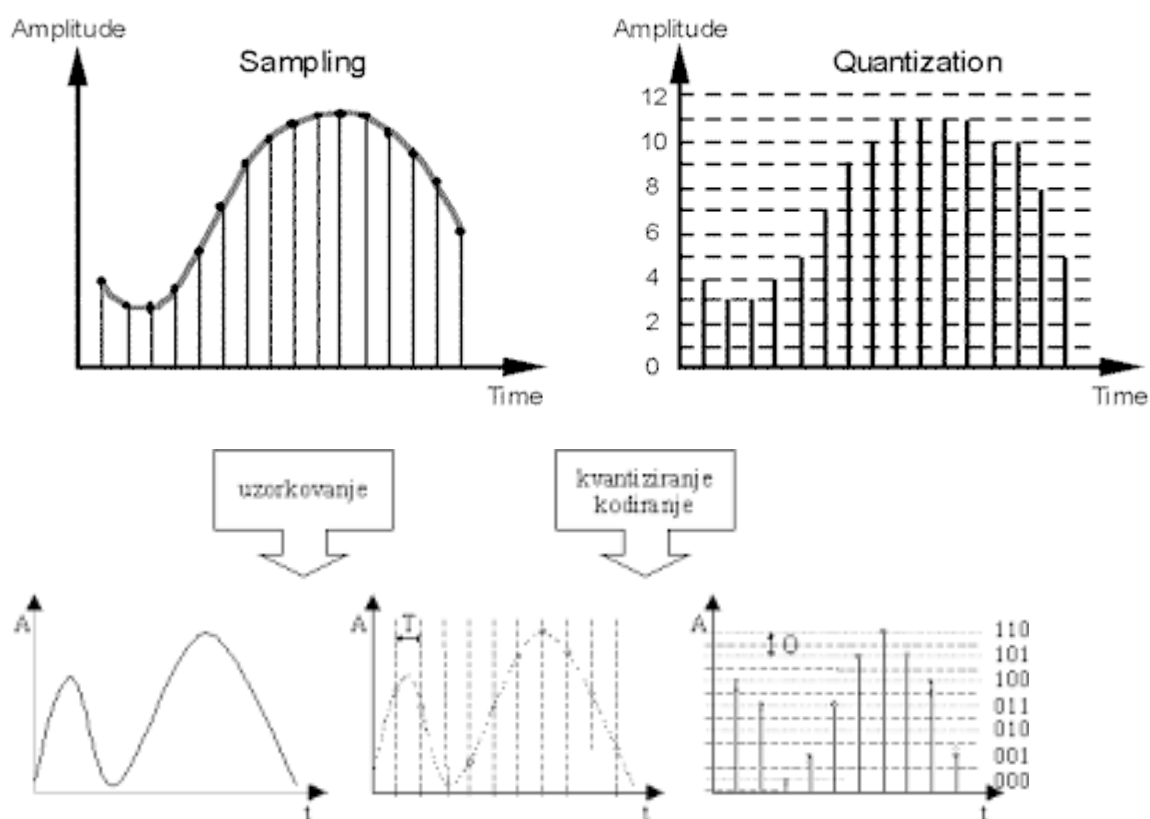 Amplitude
Sampling
Time
Amplitude
Quantization
12
10
8
6
4
2
0
Time
uzorkovanje
kvantiziranje
kodiranje
A
t
A
T
t
A
Q
110
101
100
011
010
001
000
t